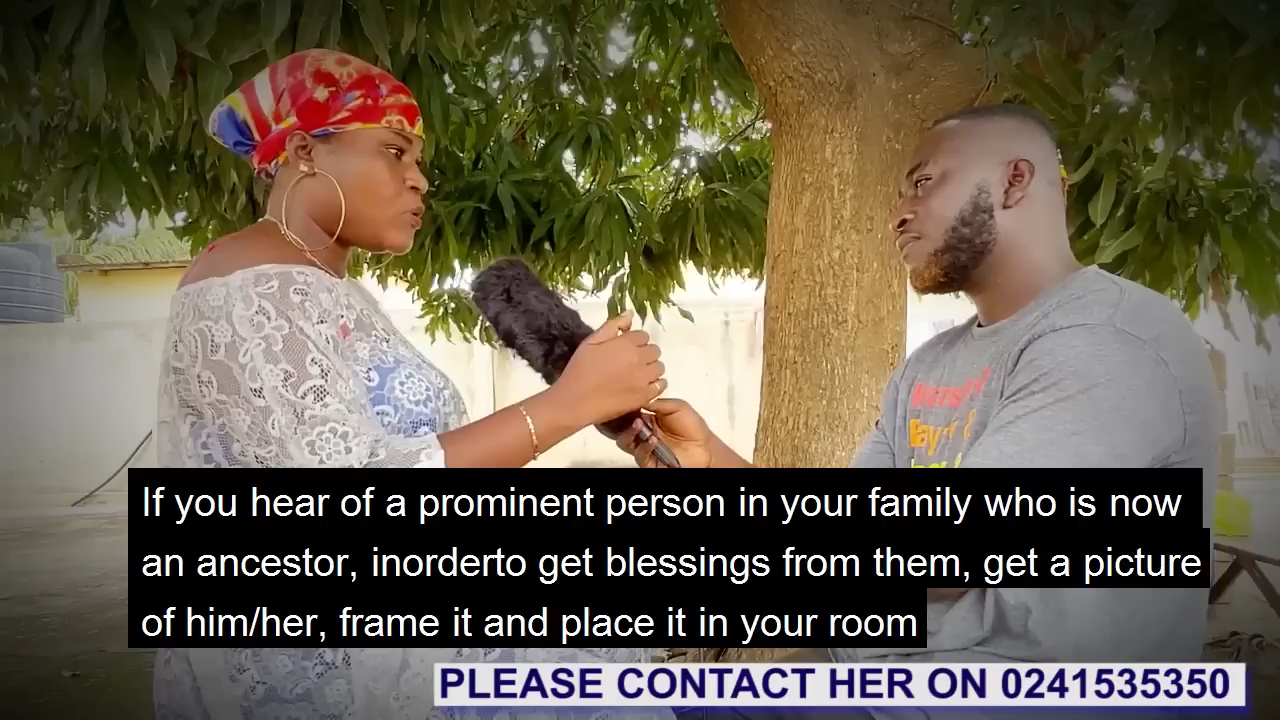 If you hear of a prominent person in your family who is now
an ancestor, inorderto get blessings from them, get a picture
of him/her, frame it and place it in your room
PLEASE CONTACT HER ON 0241535350